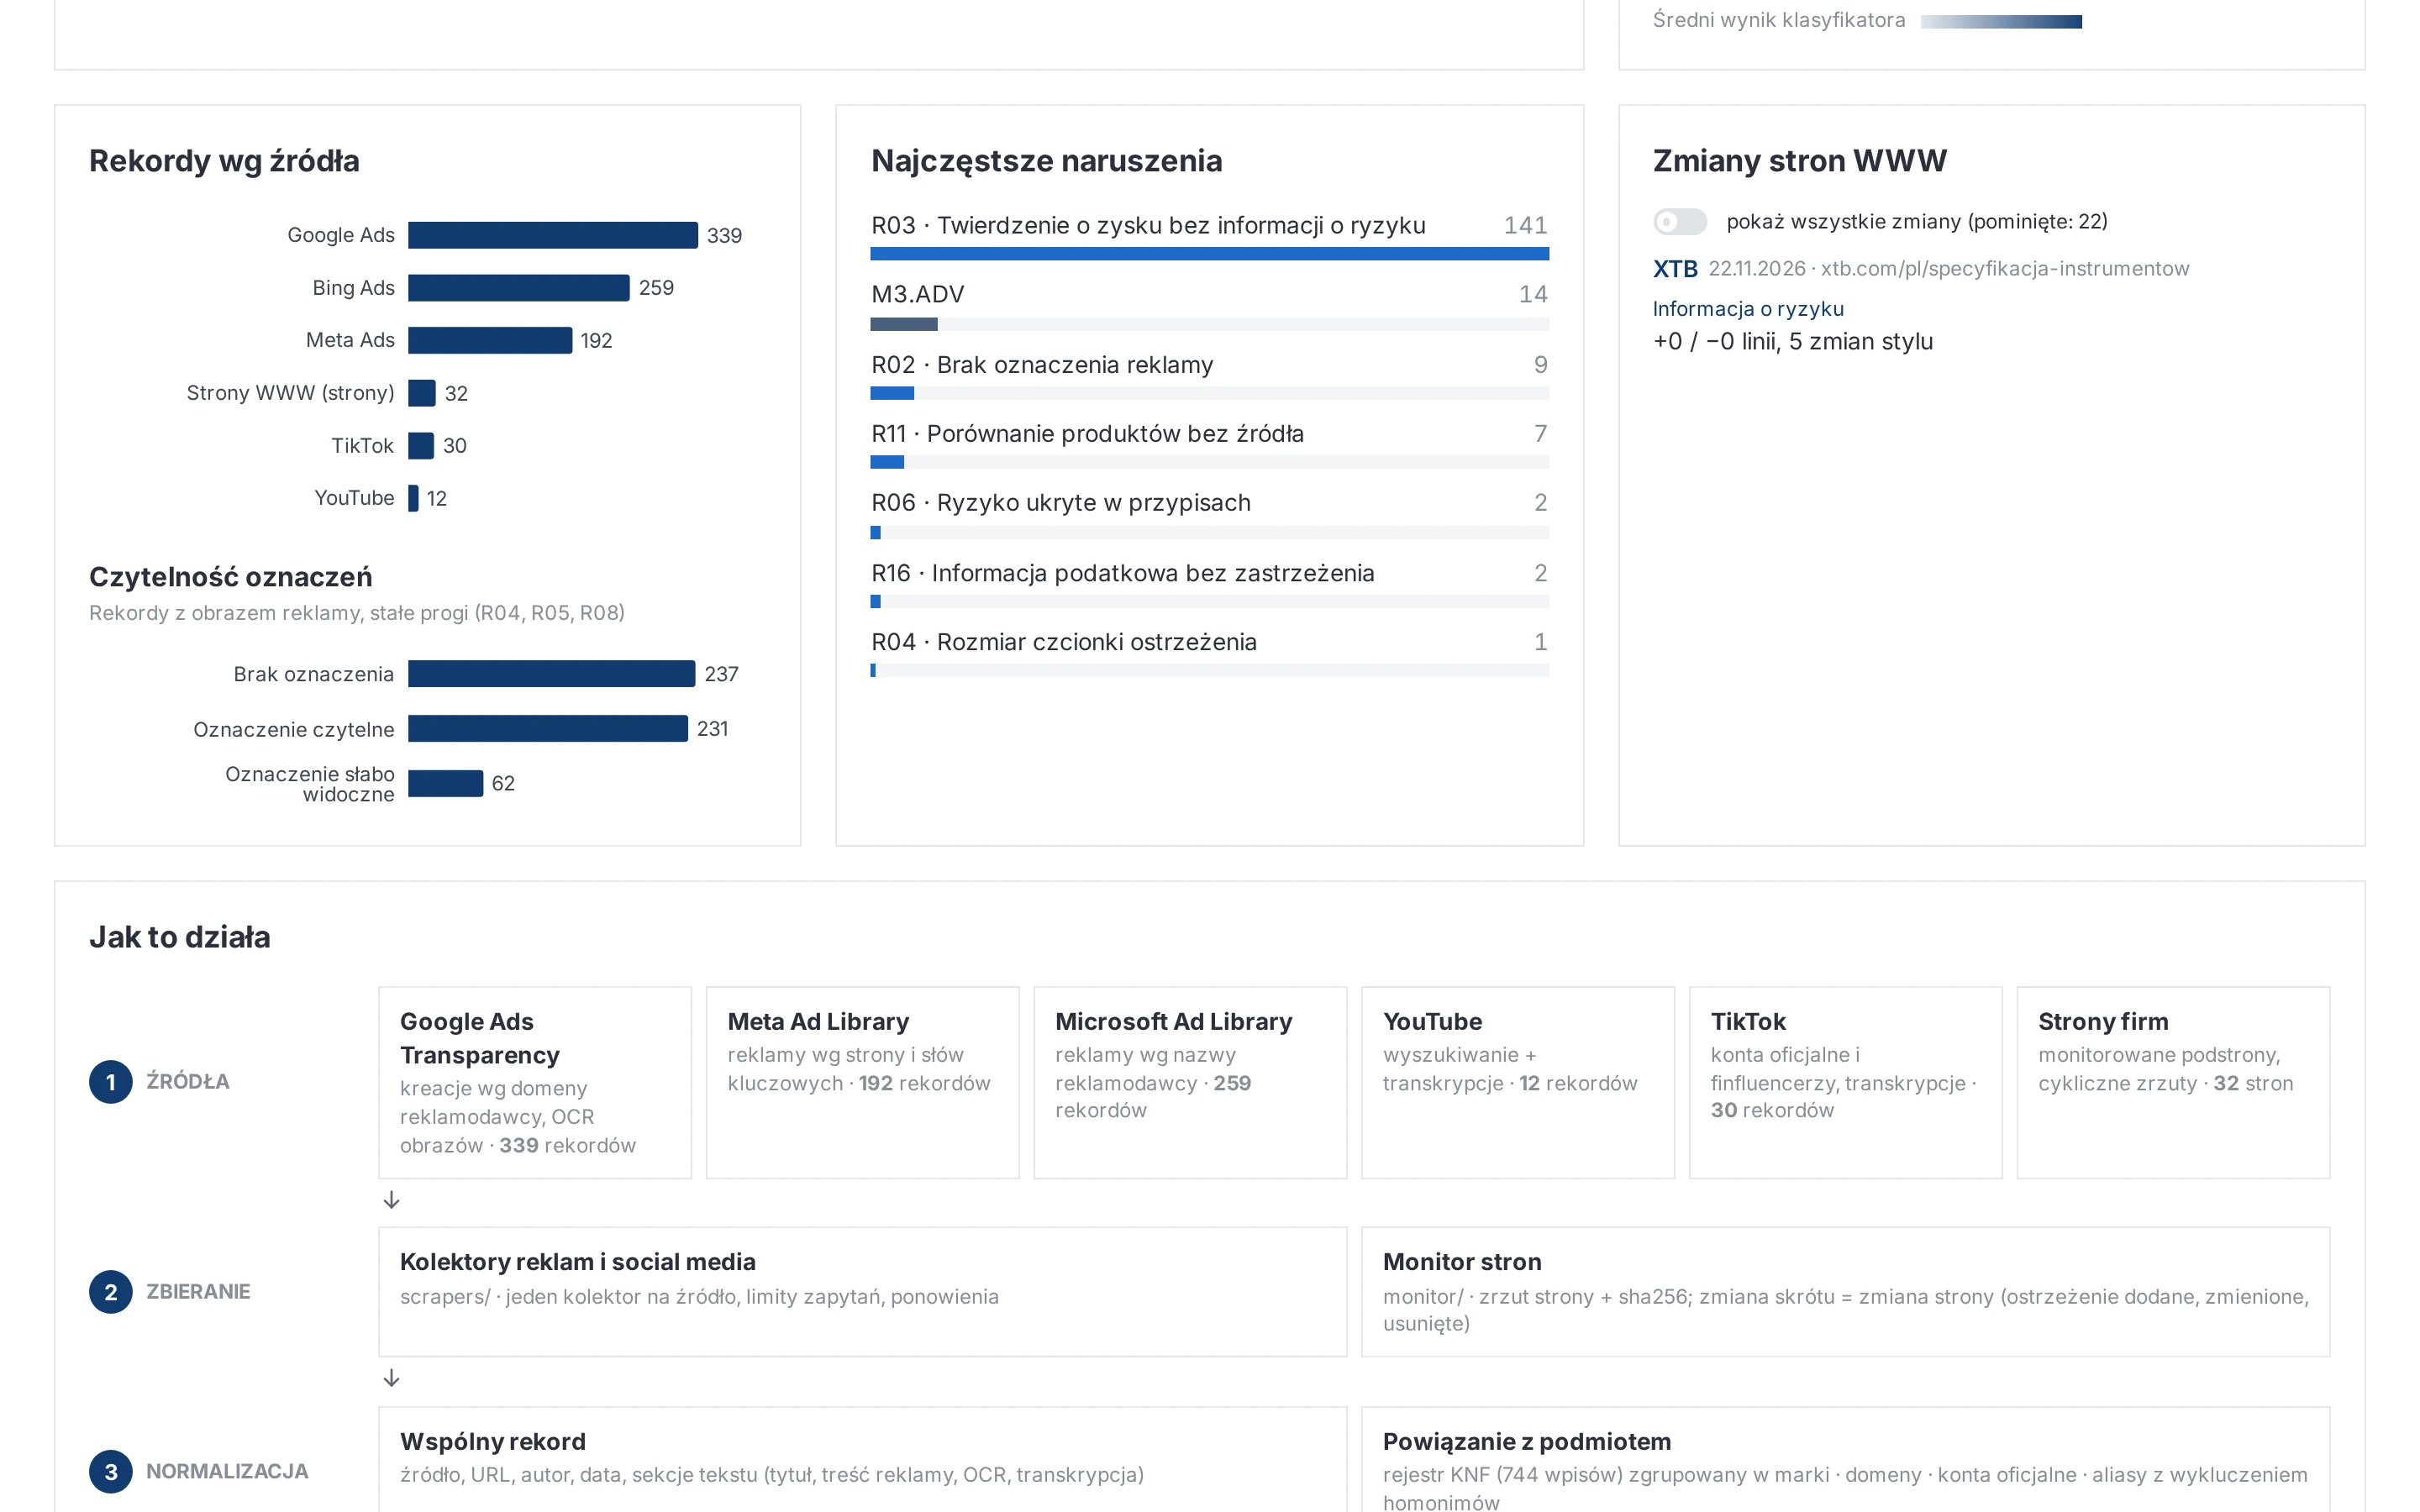 Średni wynik klasyfikatora
Rekordy wg źródła
Google Ads 339
Bing Ads 259
Meta Ads 192
Strony WWW (strony) 32
TikTok 30
YouTube 12
Czytelność oznaczeń
Rekordy z obrazem reklamy, stałe progi (R04, R05, R08)
Brak oznaczenia 237
Oznaczenie czytelne 231
Oznaczenie słabo
widoczne 62
Najczęstsze naruszenia
R03 · Twierdzenie o zysku bez informacji o ryzyku 141
M3.ADV 14
R02 · Brak oznaczenia reklamy 9
R11 · Porównanie produktów bez źródła 7
R06 · Ryzyko ukryte w przypisach 2
R16 · Informacja podatkowa bez zastrzeżenia 2
R04 · Rozmiar czcionki ostrzeżenia 1
Zmiany stron WWW
pokaż wszystkie zmiany (pominięte: 22)
XTB 22.11.2026 · xtb.com/pl/specyfikacja-instrumentow
Informacja o ryzyku
+0 / −0 linii, 5 zmian stylu
Jak to działa
1 ŹRÓDŁA
Google Ads
Transparency
kreacje wg domeny
reklamodawcy, OCR
obrazów · 339 rekordów
Meta Ad Library
reklamy wg strony i słów
kluczowych · 192 rekordów
Microsoft Ad Library
reklamy wg nazwy
reklamodawcy · 259
rekordów
YouTube
wyszukiwanie +
transkrypcje · 12 rekordów
TikTok
konta oficjalne i
finfluencerzy, transkrypcje ·
30 rekordów
Strony firm
monitorowane podstrony,
cykliczne zrzuty · 32 stron
↓
2 ZBIERANIE
Kolektory reklam i social media
scrapers/ · jeden kolektor na źródło, limity zapytań, ponowienia
Monitor stron
monitor/ · zrzut strony + sha256; zmiana skrótu = zmiana strony (ostrzeżenie dodane, zmienione,
usunięte)
↓
3 NORMALIZACJA
Wspólny rekord
źródło, URL, autor, data, sekcje tekstu (tytuł, treść reklamy, OCR, transkrypcja)
Powiązanie z podmiotem
rejestr KNF (744 wpisów) zgrupowany w marki · domeny · konta oficjalne · aliasy z wykluczeniem
homonimów